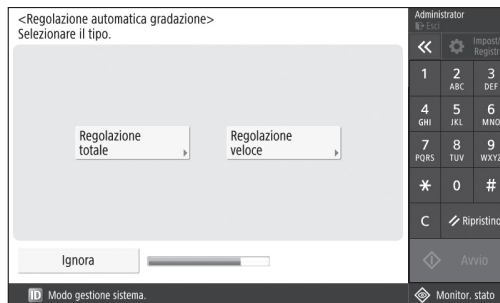 <Regolazione automatica gradazione>
Selezionare il tipo.
Regolazione
totale
Regolazione
veloce
Ignora
ID Modo gestione sistema.
Administrator
Esci
Impost/
Registr
1
2
ABC
3
DEF
4
GHI
5
JKL
6
MNO
7
PQRS
8
TUV
9
WXYZ
*
0
#
C
Ripristino
Avvio
Monitor. stato